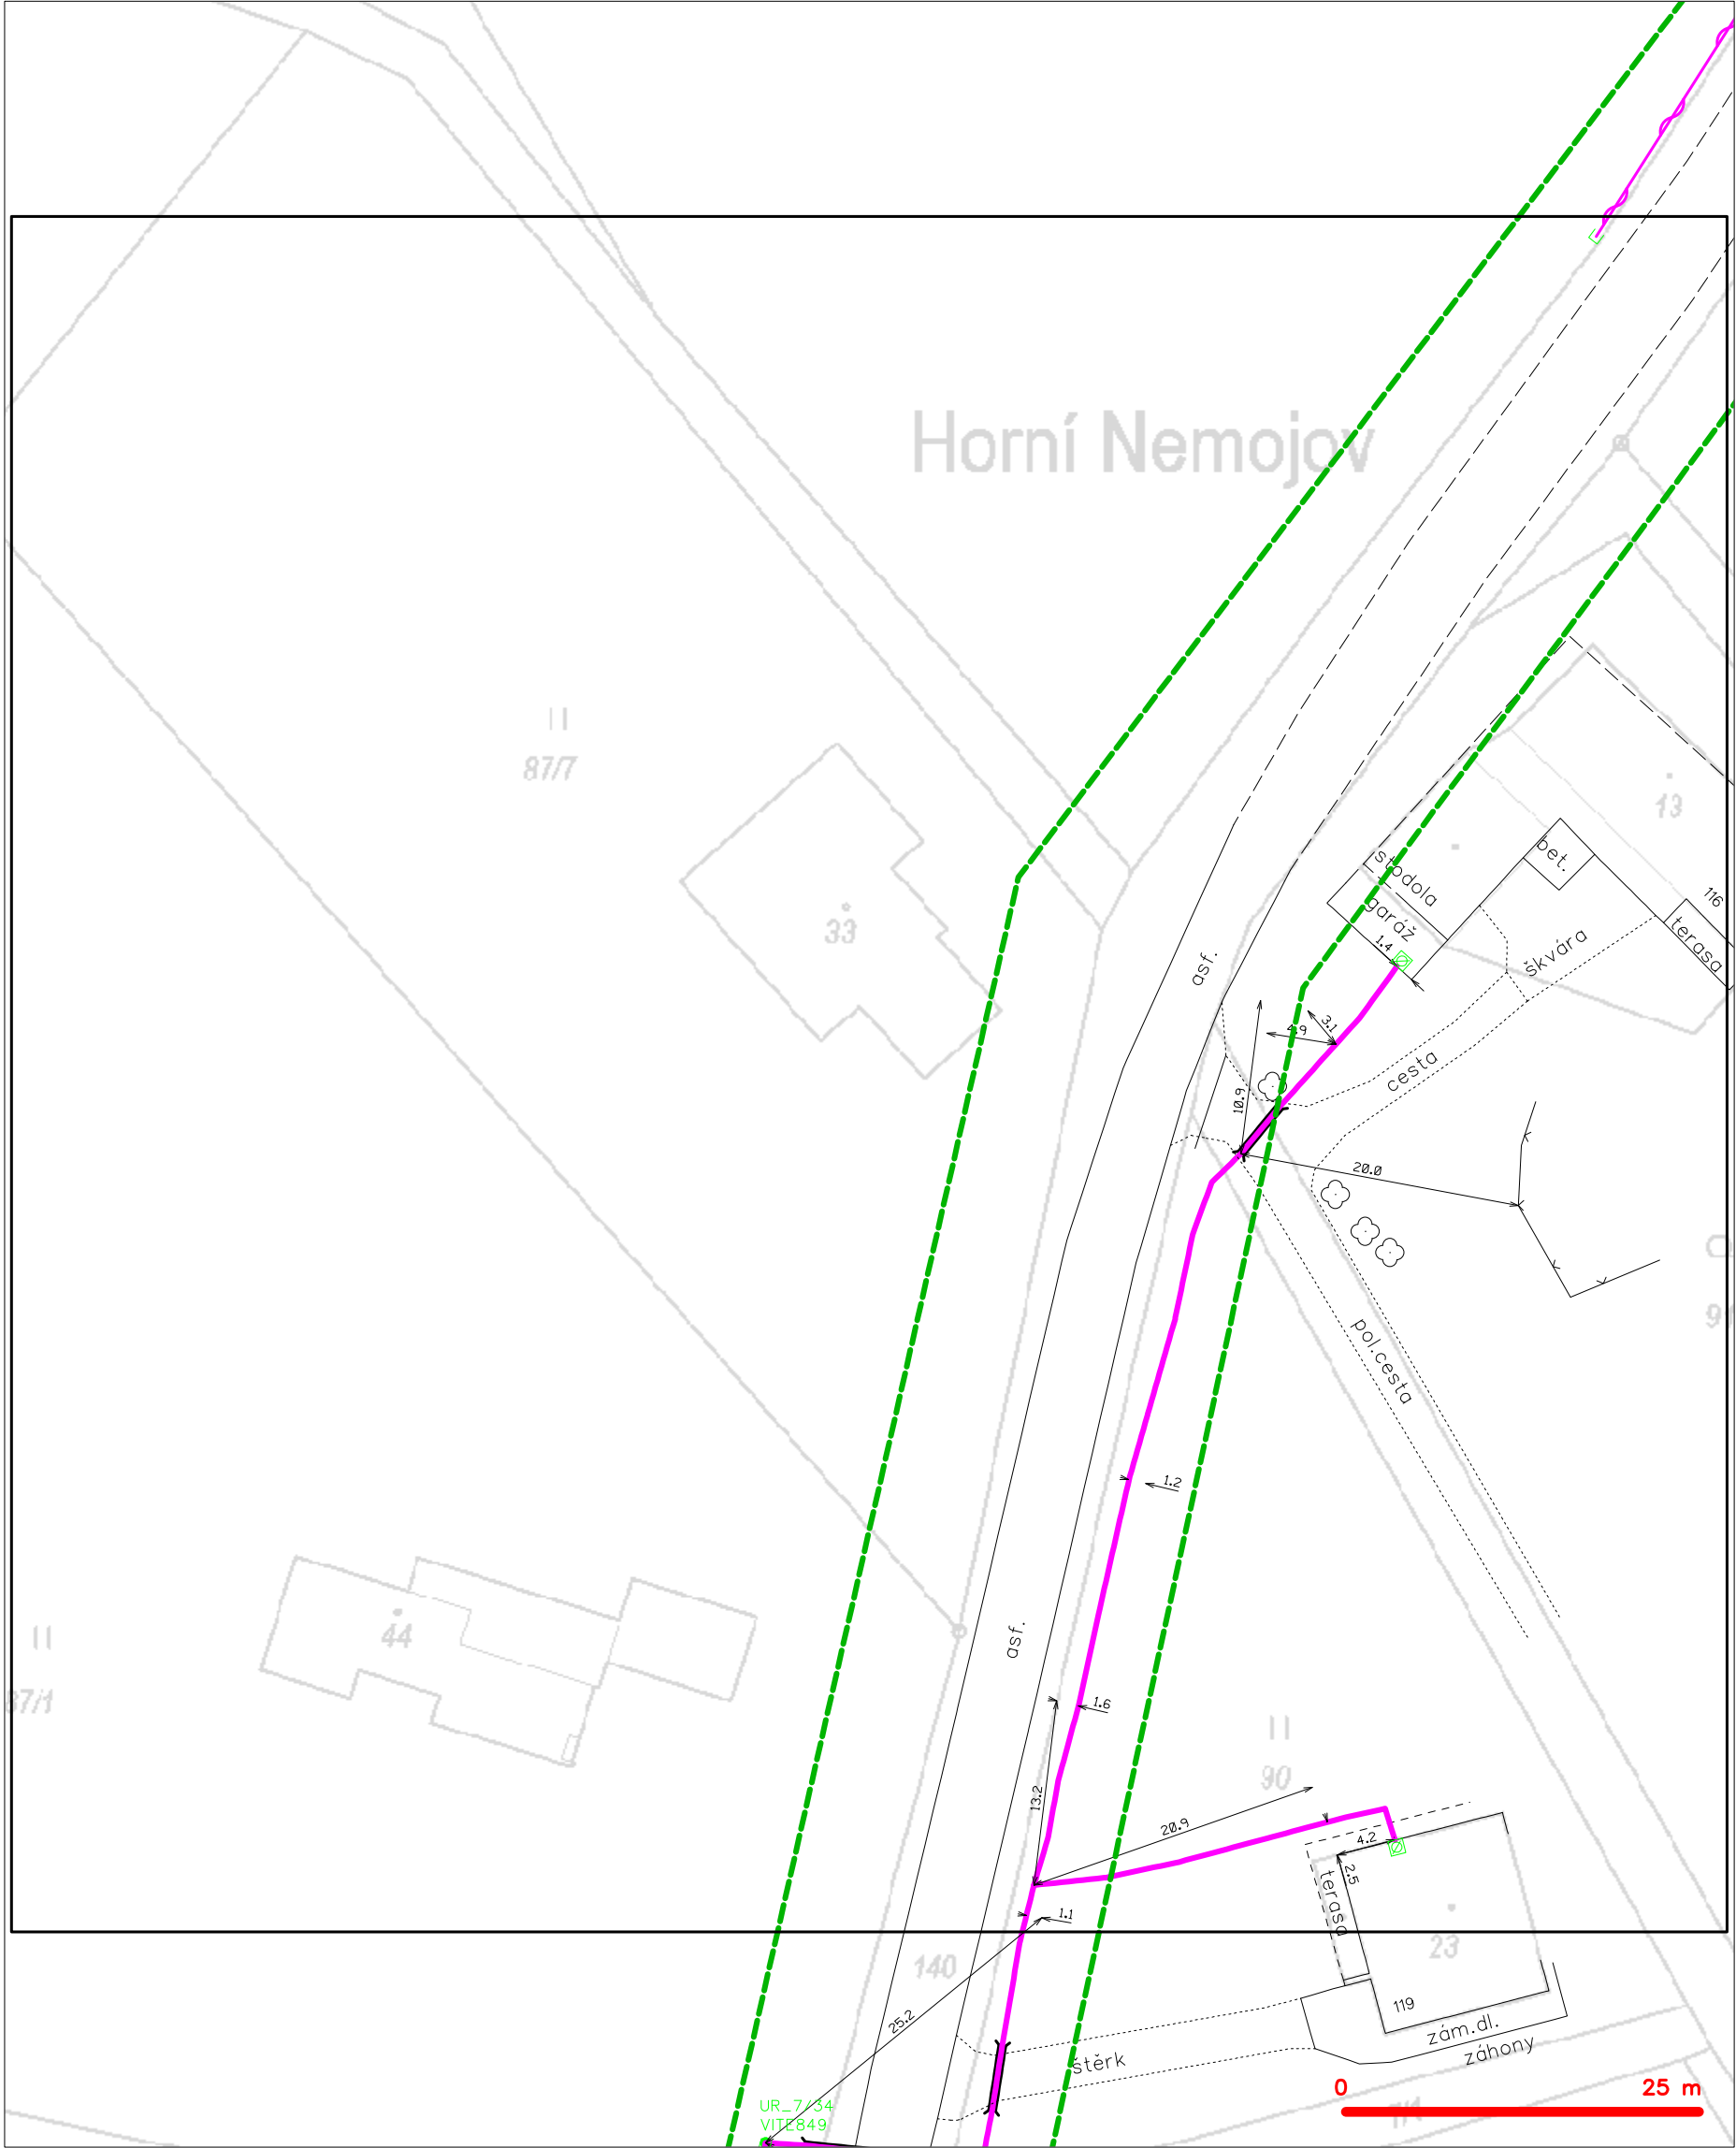 Horní Nemojov
87/7
13
bet.
stodola
116
garáž
terasa
33
1.4
škvára
asf.
3.1
4.9
cesta
10.9
20.0
pol.cesta
1.2
asf.
44
87/1
1.6
90
13.2
20.9
4.2
2.5
terasa
1.1
23
140
119
25.2
zám.dl.
záhony
štěrk
0 25 m
UR_7/34
VITE849